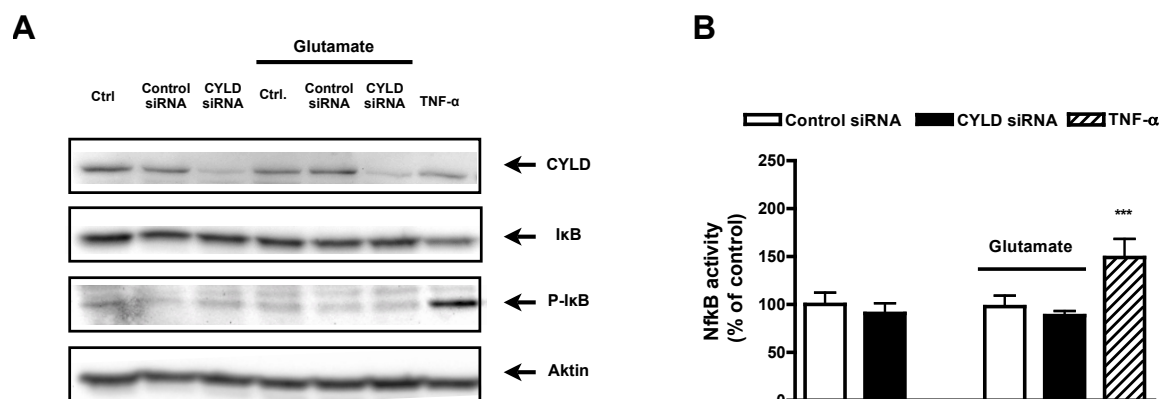 A
Glutamate
Ctrl
Control
siRNA
CYLD
siRNA
Ctrl.
Control
siRNA
CYLD
siRNA
TNF-α
CYLD
IκB
P-IκB
Aktin
B
Control siRNA
CYLD siRNA
TNF-α
NfkB activity
(% of control)
250
200
150
100
50
0
Glutamate
***